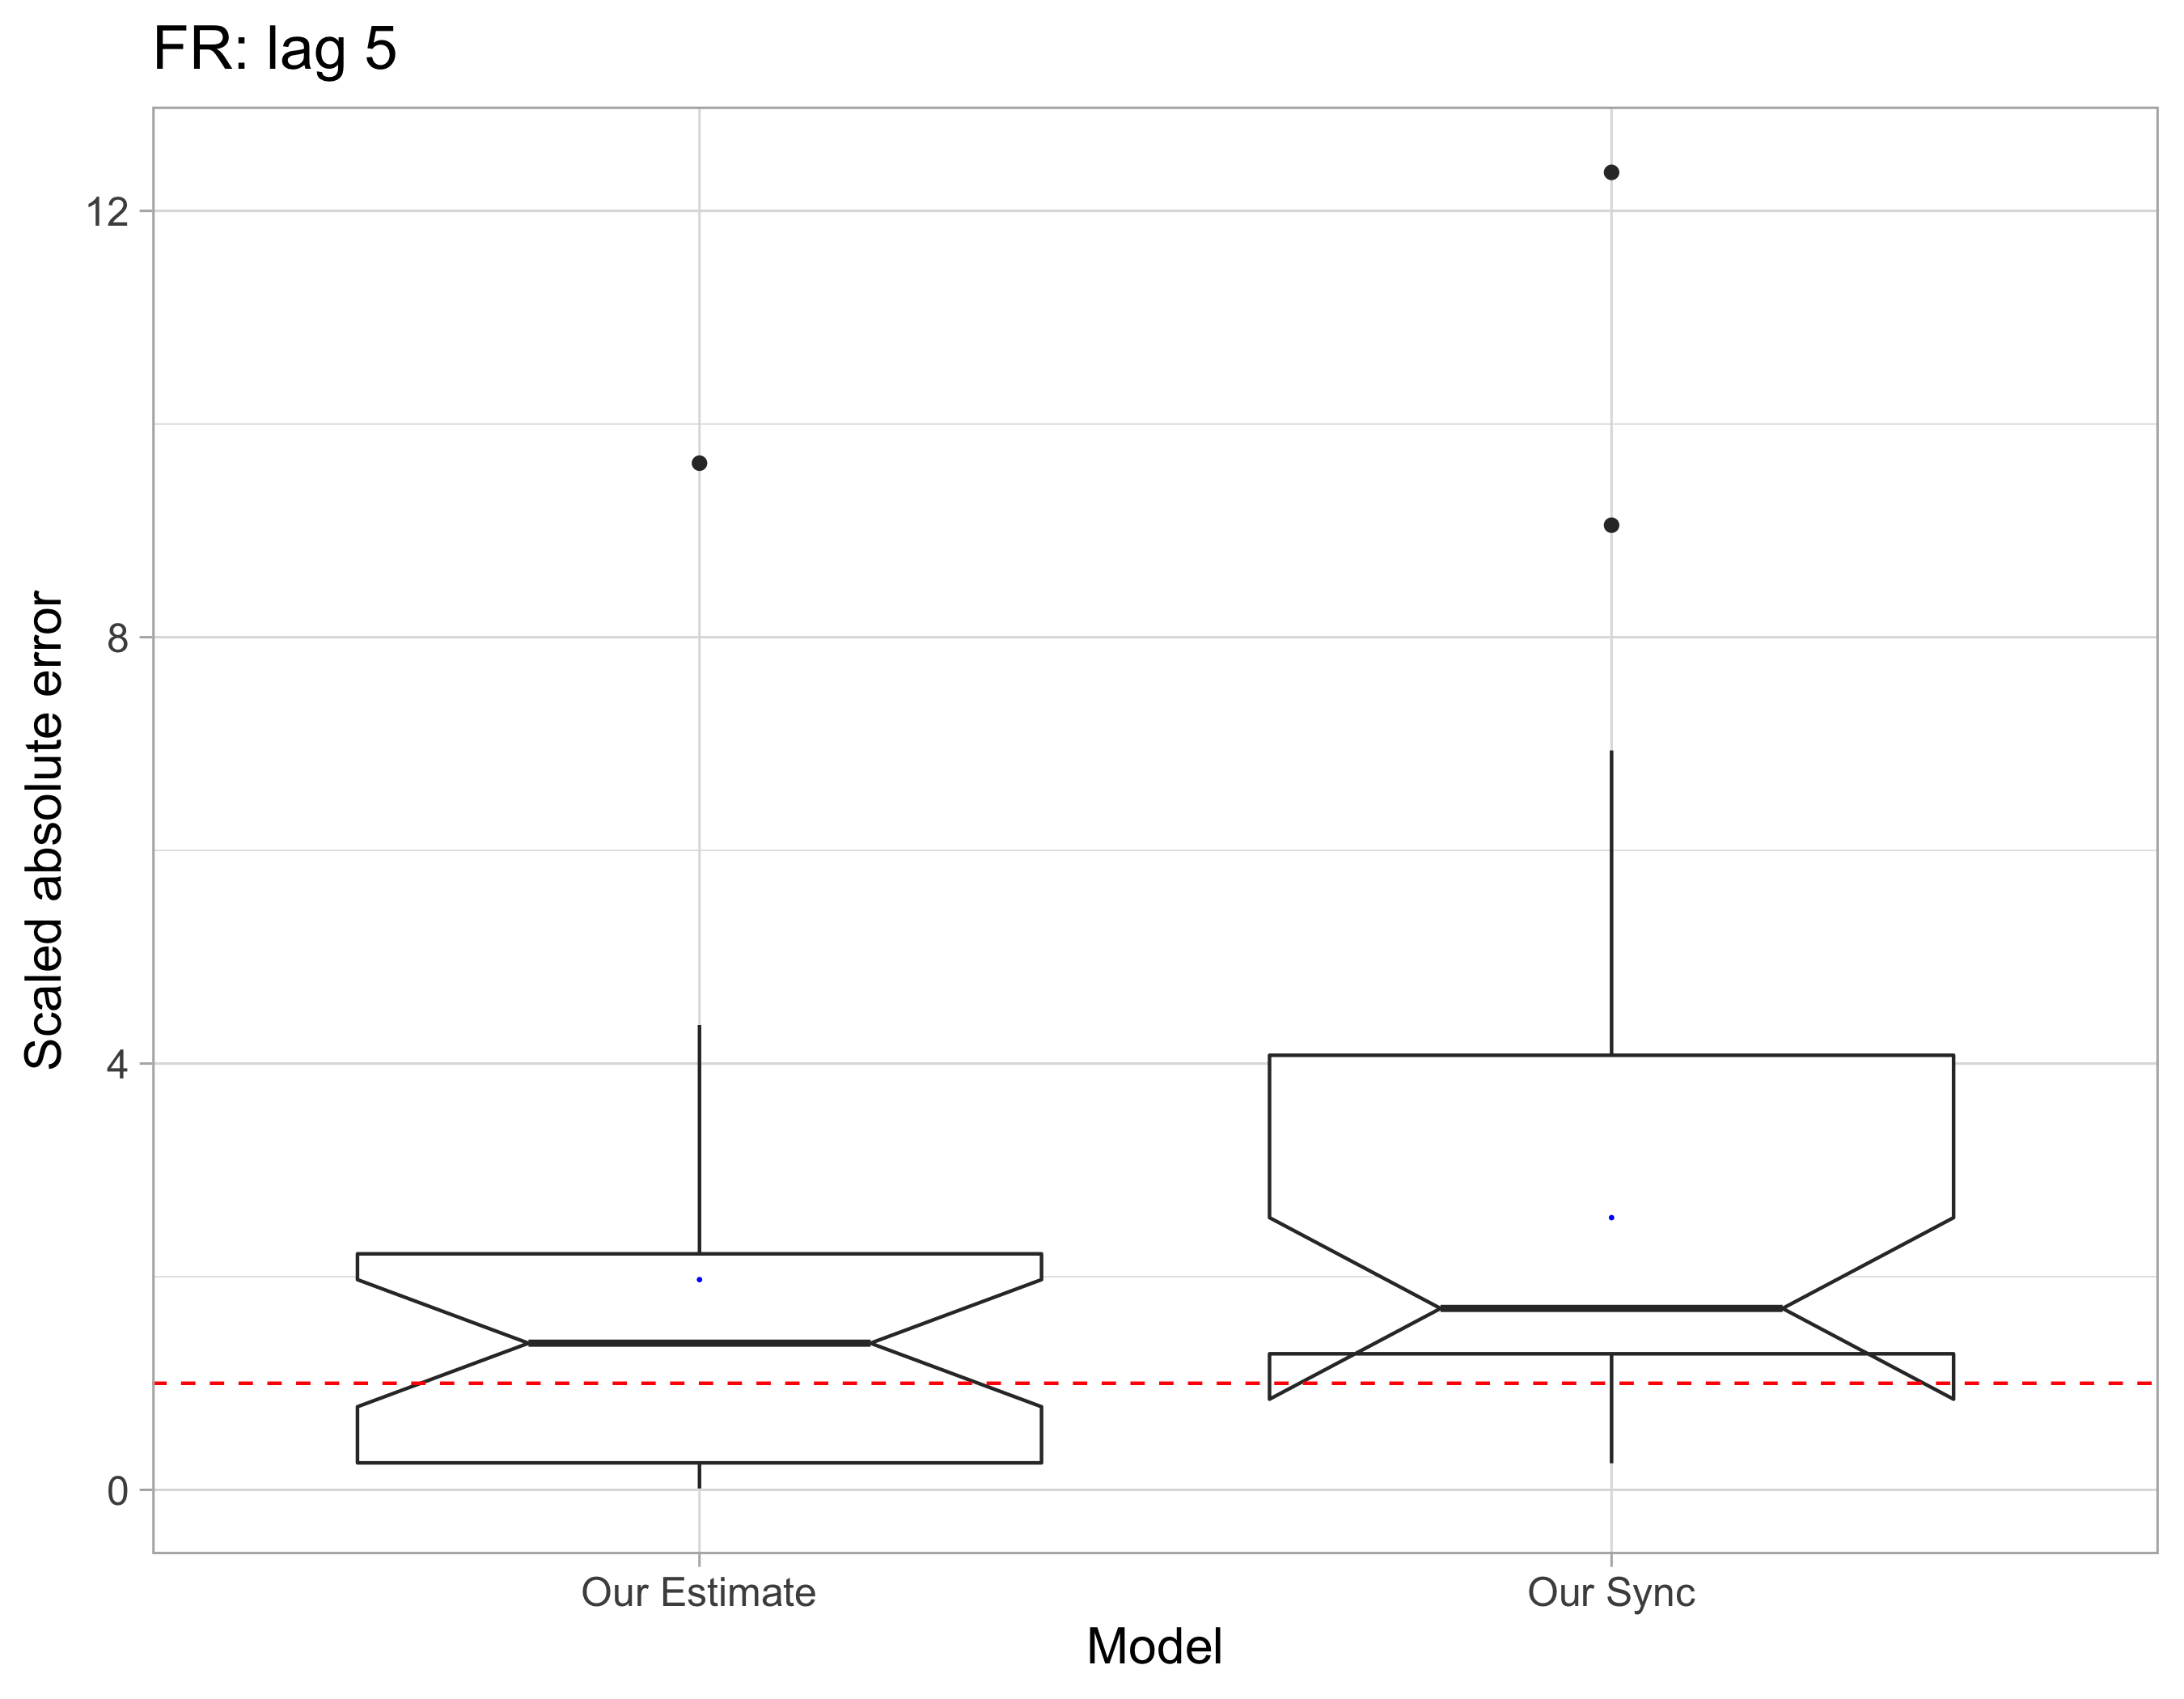 FR: lag 5
Scaled absolute error
12
8
4
0
Our Estimate
Our Sync
Model